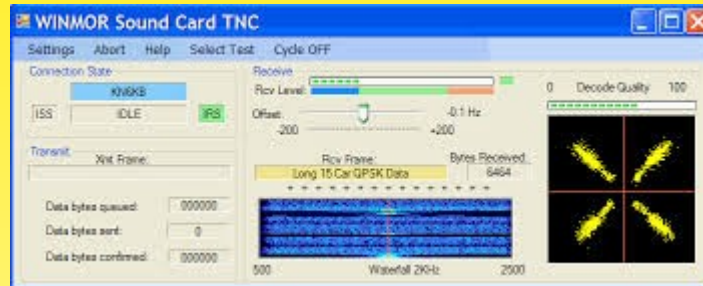 WINMOR Sound Card TNC
Settings Abort Help Select Test Cycle OFF
Connection State
KN6KB
ISS IDLE IRS
Transmit
Xmt Frame:
Data bytes queued: 000000
Data bytes sent: 0
Data bytes confirmed: 000000
Receive
Rcv Level:
Offset: -0.1 Hz
-200 +200
Rcv Frame: Bytes Received:
Long 15 Car QPSK Data 6464
500 Waterfall 2KHz 2500
0 Decode Quality 100